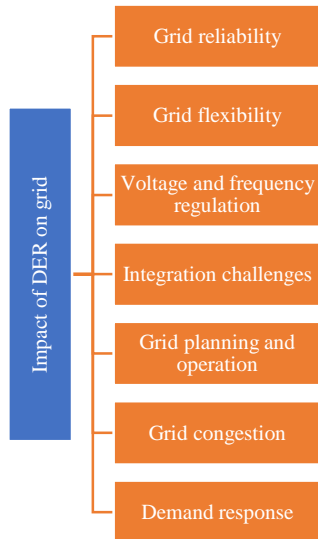 Impact of DER on grid
Grid reliability
Grid flexibility
Voltage and frequency
regulation
Integration challenges
Grid planning and
operation
Grid congestion
Demand response